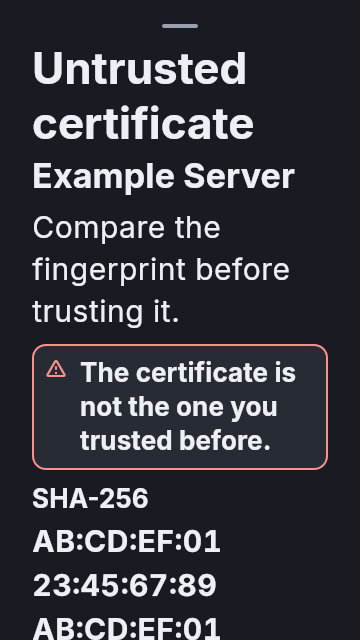 Untrusted
certificate
Example Server
Compare the
fingerprint before
trusting it.
The certificate is
not the one you
trusted before.
SHA-256
AB:CD:EF:01
23:45:67:89
AB:CD:EF:01